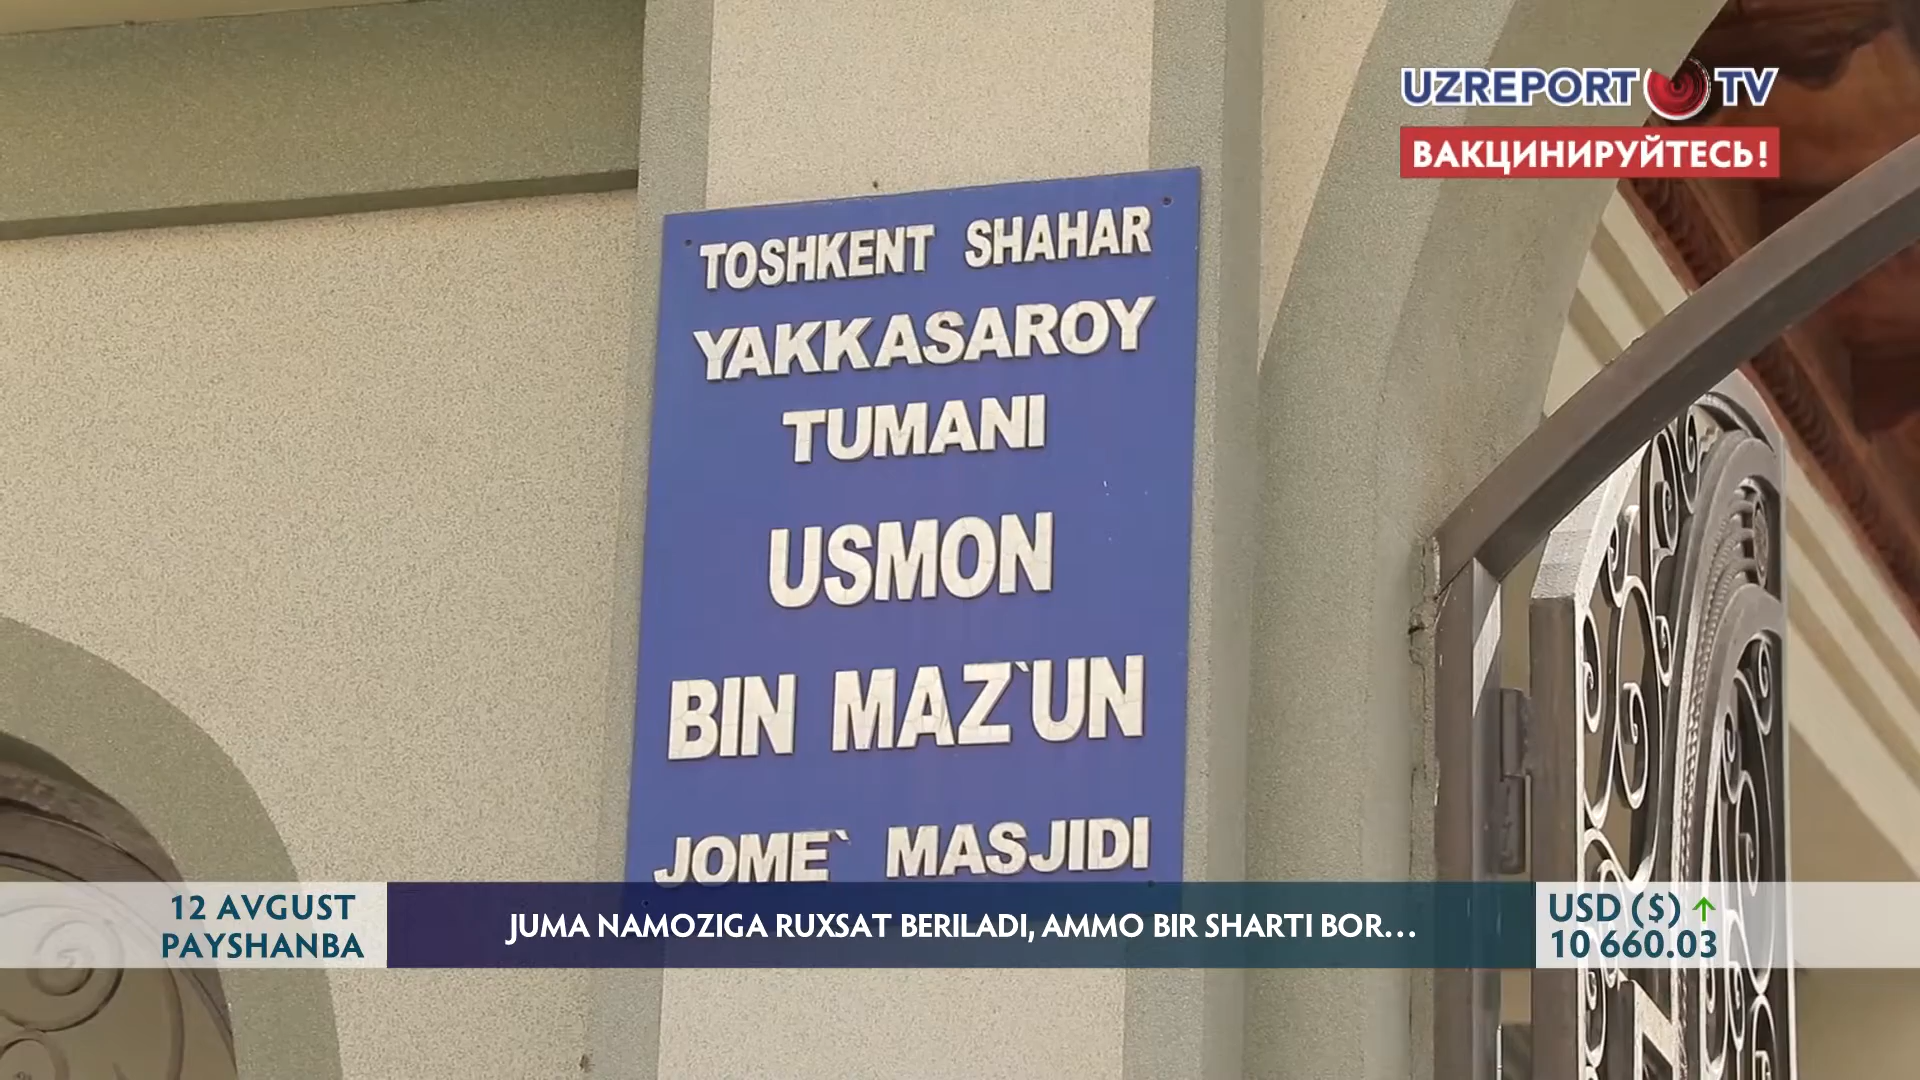 UZREPORT TV
ВАКЦИНИРУЙТЕСЬ!
TOSHKENT SHAHAR
YAKKASAROY
TUMANI
USMON
BIN MAZ`UN
JOME` MASJIDI
12 AVGUST
PAYSHANBA
JUMA NAMOZIGA RUXSAT BERILADI, AMMO BIR SHARTI BOR...
USD ($) ↑
10 660.03